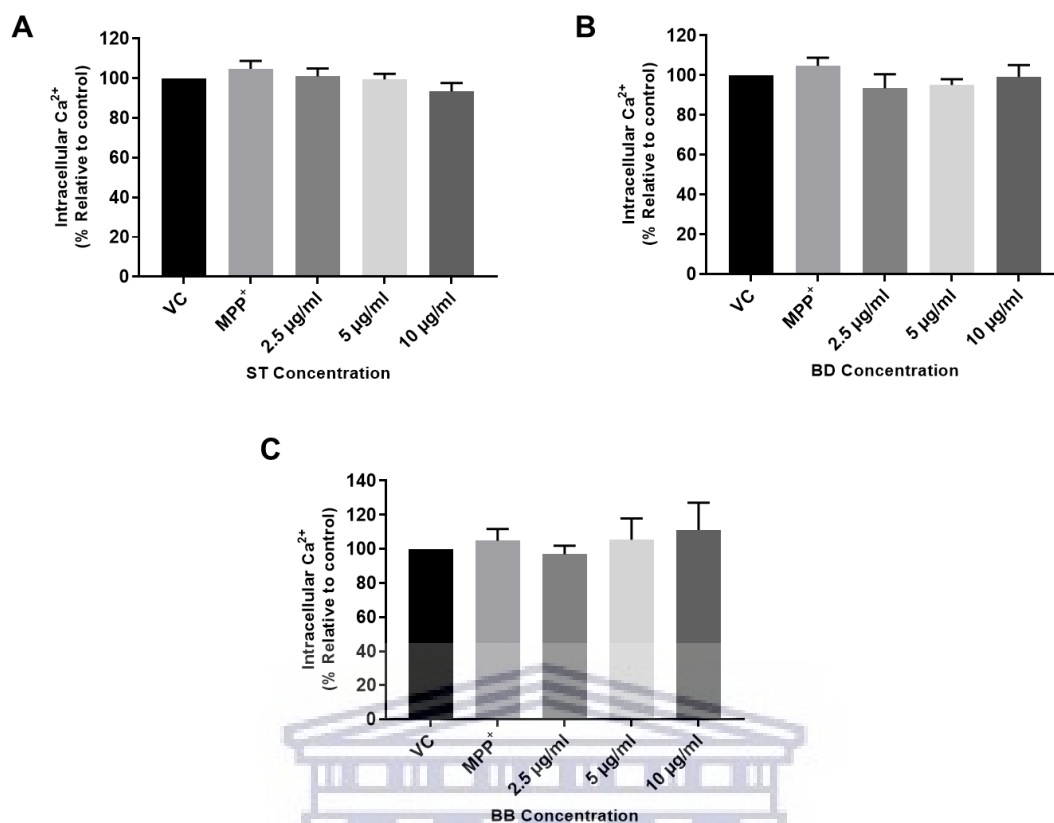 A
Intracellular Ca²⁺
(% Relative to control)
120
100
80
60
40
20
0
VC
MPP⁺
2.5 µg/ml
5 µg/ml
10 µg/ml
ST Concentration
B
Intracellular Ca²⁺
(% Relative to control)
120
100
80
60
40
20
0
VC
MPP⁺
2.5 µg/ml
5 µg/ml
10 µg/ml
BD Concentration
C
Intracellular Ca²⁺
(% Relative to control)
140
120
100
80
60
40
20
0
VC
MPP⁺
2.5 µg/ml
5 µg/ml
10 µg/ml
BB Concentration